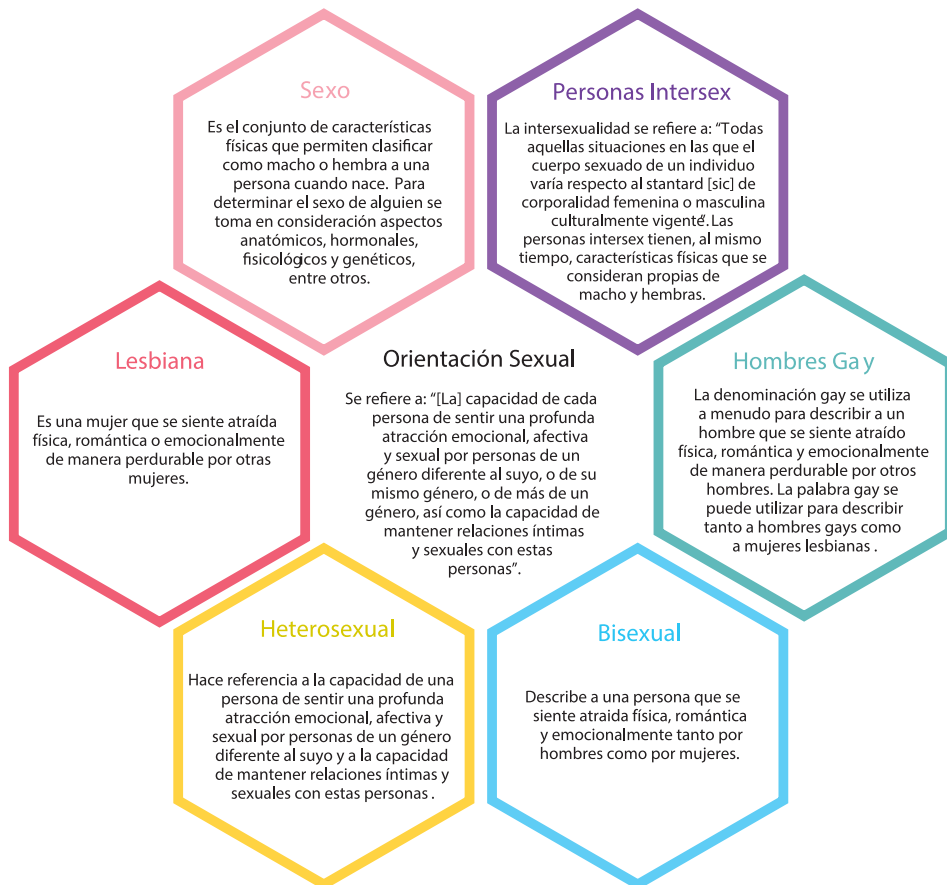 Sexo
Es el conjunto de características
físicas que permiten clasificar
como macho o hembra a una
persona cuando nace. Para
determinar el sexo de alguien se
toma en consideración aspectos
anatómicos, hormonales,
fisicológicos y genéticos,
entre otros.
Personas Intersex
La intersexualidad se refiere a: “Todas
aquellas situaciones en las que el
cuerpo sexuado de un individuo
varía respecto al stantard [sic] de
corporalidad femenina o masculina
culturalmente vigente”. Las
personas intersex tienen, al mismo
tiempo, características físicas que se
consideran propias de
macho y hembras.
Lesbiana
Es una mujer que se siente atraída
física, romántica o emocionalmente
de manera perdurable por otras
mujeres.
Orientación Sexual
Se refiere a: “[La] capacidad de cada
persona de sentir una profunda
atracción emocional, afectiva
y sexual por personas de un
género diferente al suyo, o de su
mismo género, o de más de un
género, así como la capacidad de
mantener relaciones íntimas
y sexuales con estas
personas”.
Hombres Gay
La denominación gay se utiliza
a menudo para describir a un
hombre que se siente atraído
física, romántica y emocionalmente
de manera perdurable por otros
hombres. La palabra gay se
puede utilizar para describir
tanto a hombres gays como
a mujeres lesbianas .
Heterosexual
Hace referencia a la capacidad de una
persona de sentir una profunda
atracción emocional, afectiva y
sexual por personas de un género
diferente al suyo y a la capacidad
de mantener relaciones íntimas y
sexuales con estas personas .
Bisexual
Describe a una persona que se
siente atraida física, romántica
y emocionalmente tanto por
hombres como por mujeres.